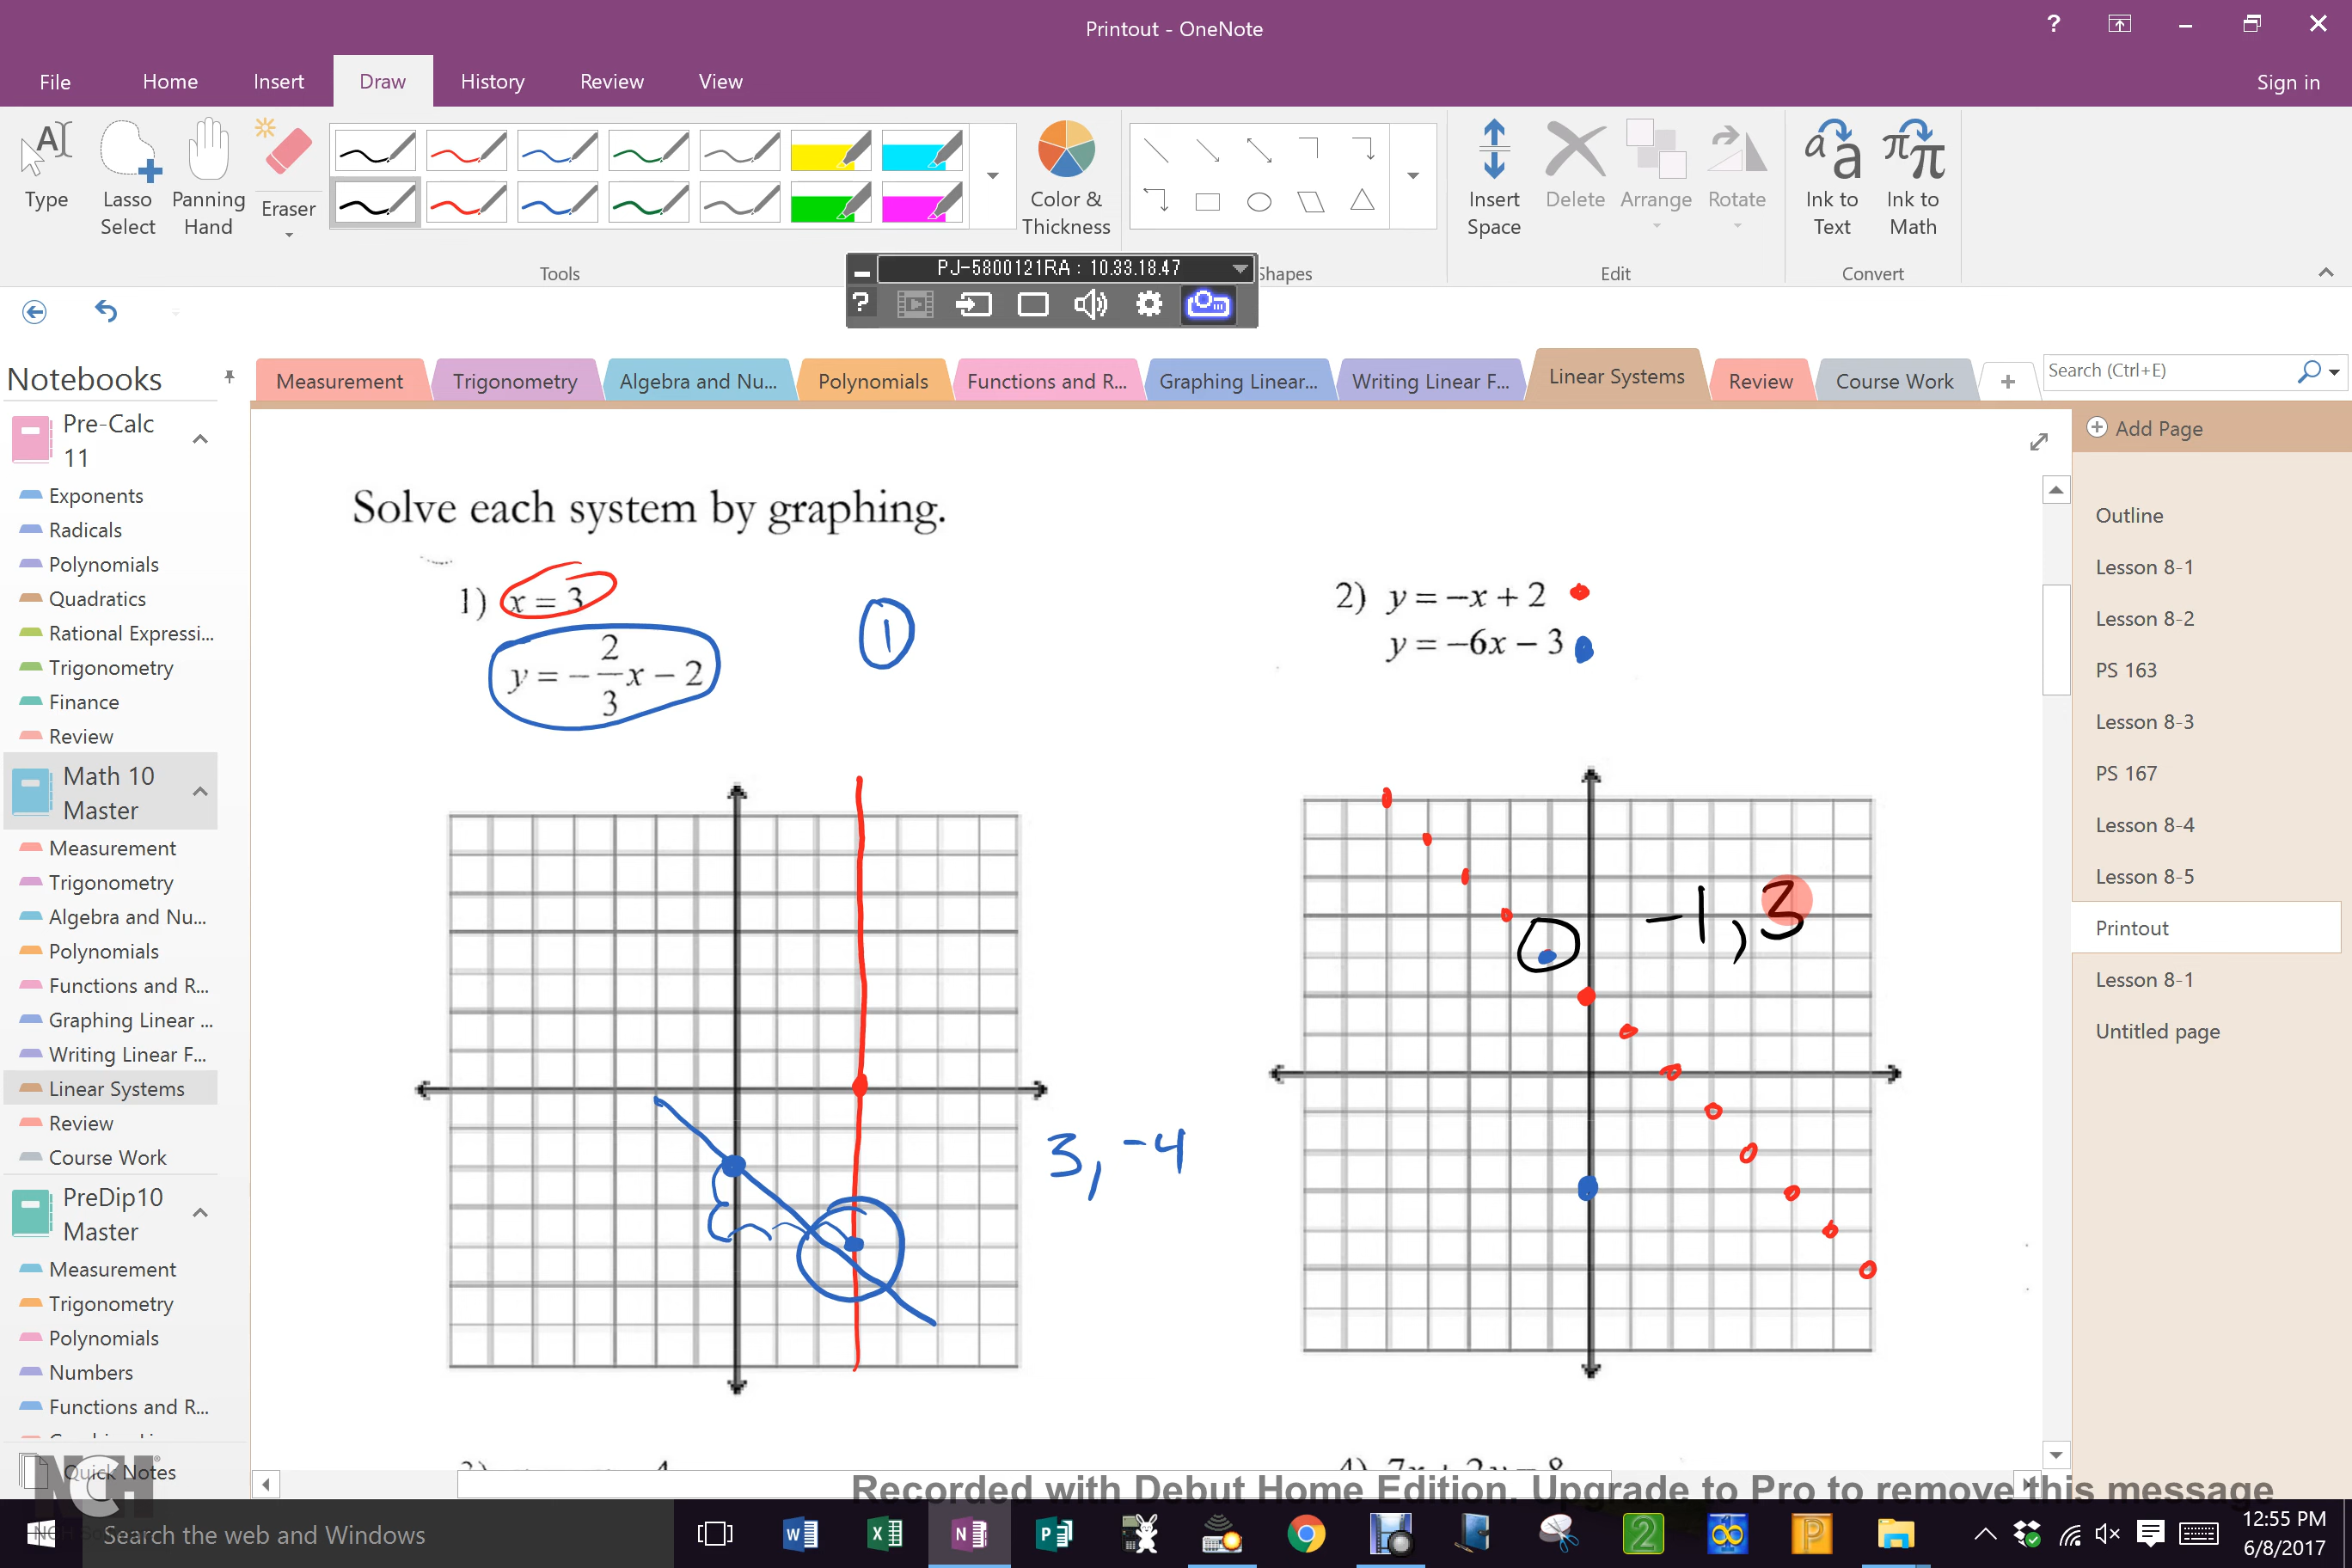 Printout - OneNote
File Home Insert Draw History Review View Sign in
Type
Lasso Select
Panning Hand
Eraser
Color & Thickness
Insert Space
Delete
Arrange
Rotate
Ink to Text
Ink to Math
Tools
Shapes
Edit
Convert
PJ-5800121RA : 10.33.18.47
Notebooks
Measurement Trigonometry Algebra and Nu... Polynomials Functions and R... Graphing Linear... Writing Linear F... Linear Systems Review Course Work +
Search (Ctrl+E)
Pre-Calc 11
Exponents
Radicals
Polynomials
Quadratics
Rational Expressi...
Trigonometry
Finance
Review
Math 10 Master
Measurement
Trigonometry
Algebra and Nu...
Polynomials
Functions and R...
Graphing Linear ...
Writing Linear F...
Linear Systems
Review
Course Work
PreDip10 Master
Measurement
Trigonometry
Polynomials
Numbers
Functions and R...
Quick Notes
Solve each system by graphing.
1) x = 3
y = -2/3x - 2
1
3, -4
2) y = -x + 2
y = -6x - 3
-1, 3
Add Page
Outline
Lesson 8-1
Lesson 8-2
PS 163
Lesson 8-3
PS 167
Lesson 8-4
Lesson 8-5
Printout
Lesson 8-1
Untitled page
NCH
Recorded with Debut Home Edition. Upgrade to Pro to remove this message
Search the web and Windows
12:55 PM
6/8/2017